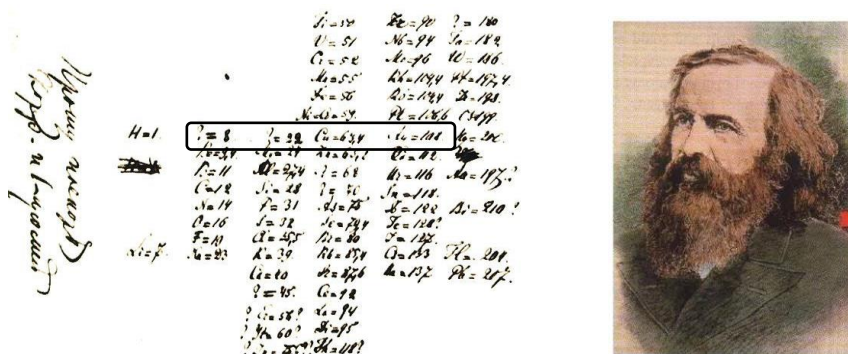 Ti=50 Zr=90 ?=180
V=51 Nb=94 Ta=182
Cr=52 Mo=96 W=186
Mn=55 Rh=104,4 Pt=197,4
Fe=56 Ru=104,4 Ir=198
Ni=Co=59 Pl=106,6 Os=199
H=1 ?=8 ?=22 Cu=63,4 Ag=108 Hg=200
Be=9,4 Mg=24 Zn=65,2 Cd=112
B=11 Al=27,4 ?=68 Ur=116 Au=197?
C=12 Si=28 ?=70 Sn=118
N=14 P=31 As=75 Sb=122 Bi=210?
O=16 S=32 Se=79,4 Te=128?
F=19 Cl=35,5 Br=80 J=127
Li=7 Na=23 K=39 Rb=85,4 Cs=133 Tl=204
Ca=40 Sr=87,6 Ba=137 Pb=207
?=45 Ce=92
?Er=56? La=94
?Yt=60? Di=95
?In=75,6? Th=118?